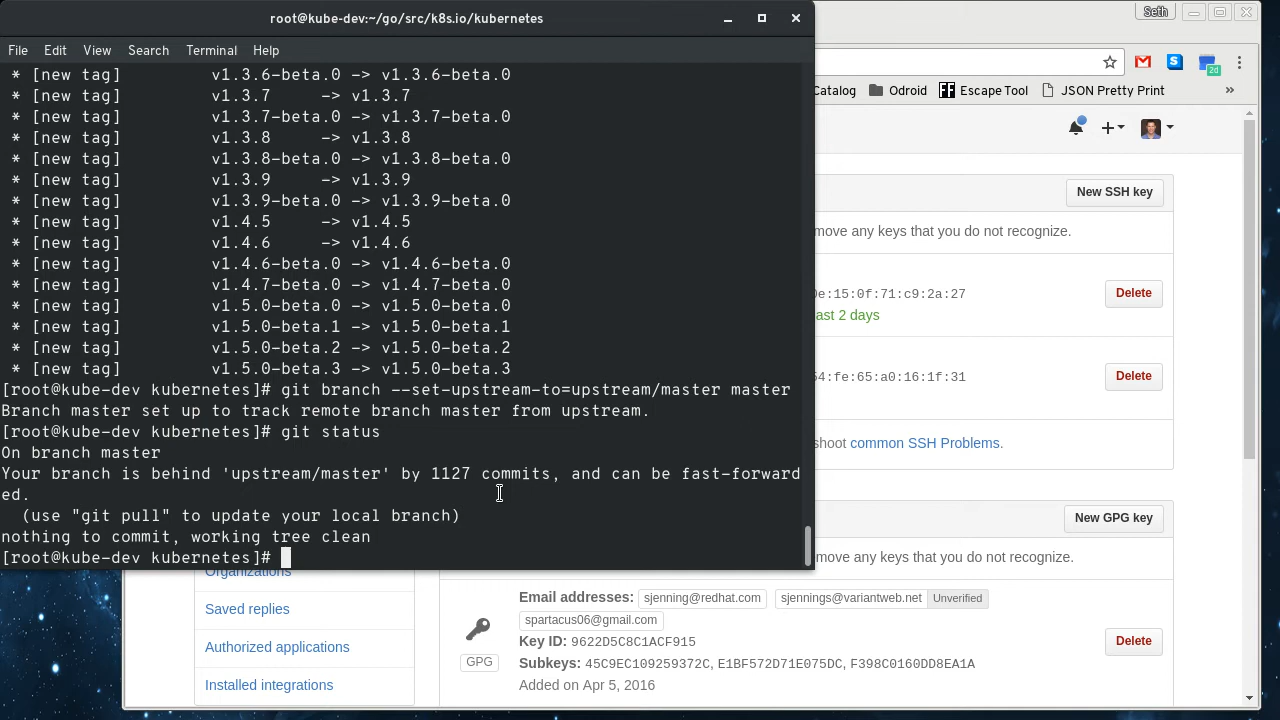 root@kube-dev:~/go/src/k8s.io/kubernetes
File Edit View Search Terminal Help
* [new tag] v1.3.6-beta.0 -> v1.3.6-beta.0
* [new tag] v1.3.7 -> v1.3.7
* [new tag] v1.3.7-beta.0 -> v1.3.7-beta.0
* [new tag] v1.3.8 -> v1.3.8
* [new tag] v1.3.8-beta.0 -> v1.3.8-beta.0
* [new tag] v1.3.9 -> v1.3.9
* [new tag] v1.3.9-beta.0 -> v1.3.9-beta.0
* [new tag] v1.4.5 -> v1.4.5
* [new tag] v1.4.6 -> v1.4.6
* [new tag] v1.4.6-beta.0 -> v1.4.6-beta.0
* [new tag] v1.4.7-beta.0 -> v1.4.7-beta.0
* [new tag] v1.5.0-beta.0 -> v1.5.0-beta.0
* [new tag] v1.5.0-beta.1 -> v1.5.0-beta.1
* [new tag] v1.5.0-beta.2 -> v1.5.0-beta.2
* [new tag] v1.5.0-beta.3 -> v1.5.0-beta.3
[root@kube-dev kubernetes]# git branch --set-upstream-to=upstream/master master
Branch master set up to track remote branch master from upstream.
[root@kube-dev kubernetes]# git status
On branch master
Your branch is behind 'upstream/master' by 1127 commits, and can be fast-forward
ed.
(use "git pull" to update your local branch)
nothing to commit, working tree clean
[root@kube-dev kubernetes]#
Seth
2d
Catalog Odroid FF Escape Tool JSON Pretty Print »
New SSH key
move any keys that you do not recognize.
0e:15:0f:71:c9:2a:27
Delete
ast 2 days
54:fe:65:a0:16:1f:31
Delete
shoot common SSH Problems.
New GPG key
move any keys that you do not recognize.
Organizations
Saved replies
Authorized applications
Installed integrations
GPG
Email addresses: sjenning@redhat.com sjennings@variantweb.net Unverified
spartacus06@gmail.com
Key ID: 9622D5C8C1ACF915
Delete
Subkeys: 45C9EC109259372C, E1BF572D71E075DC, F398C0160DD8EA1A
Added on Apr 5, 2016